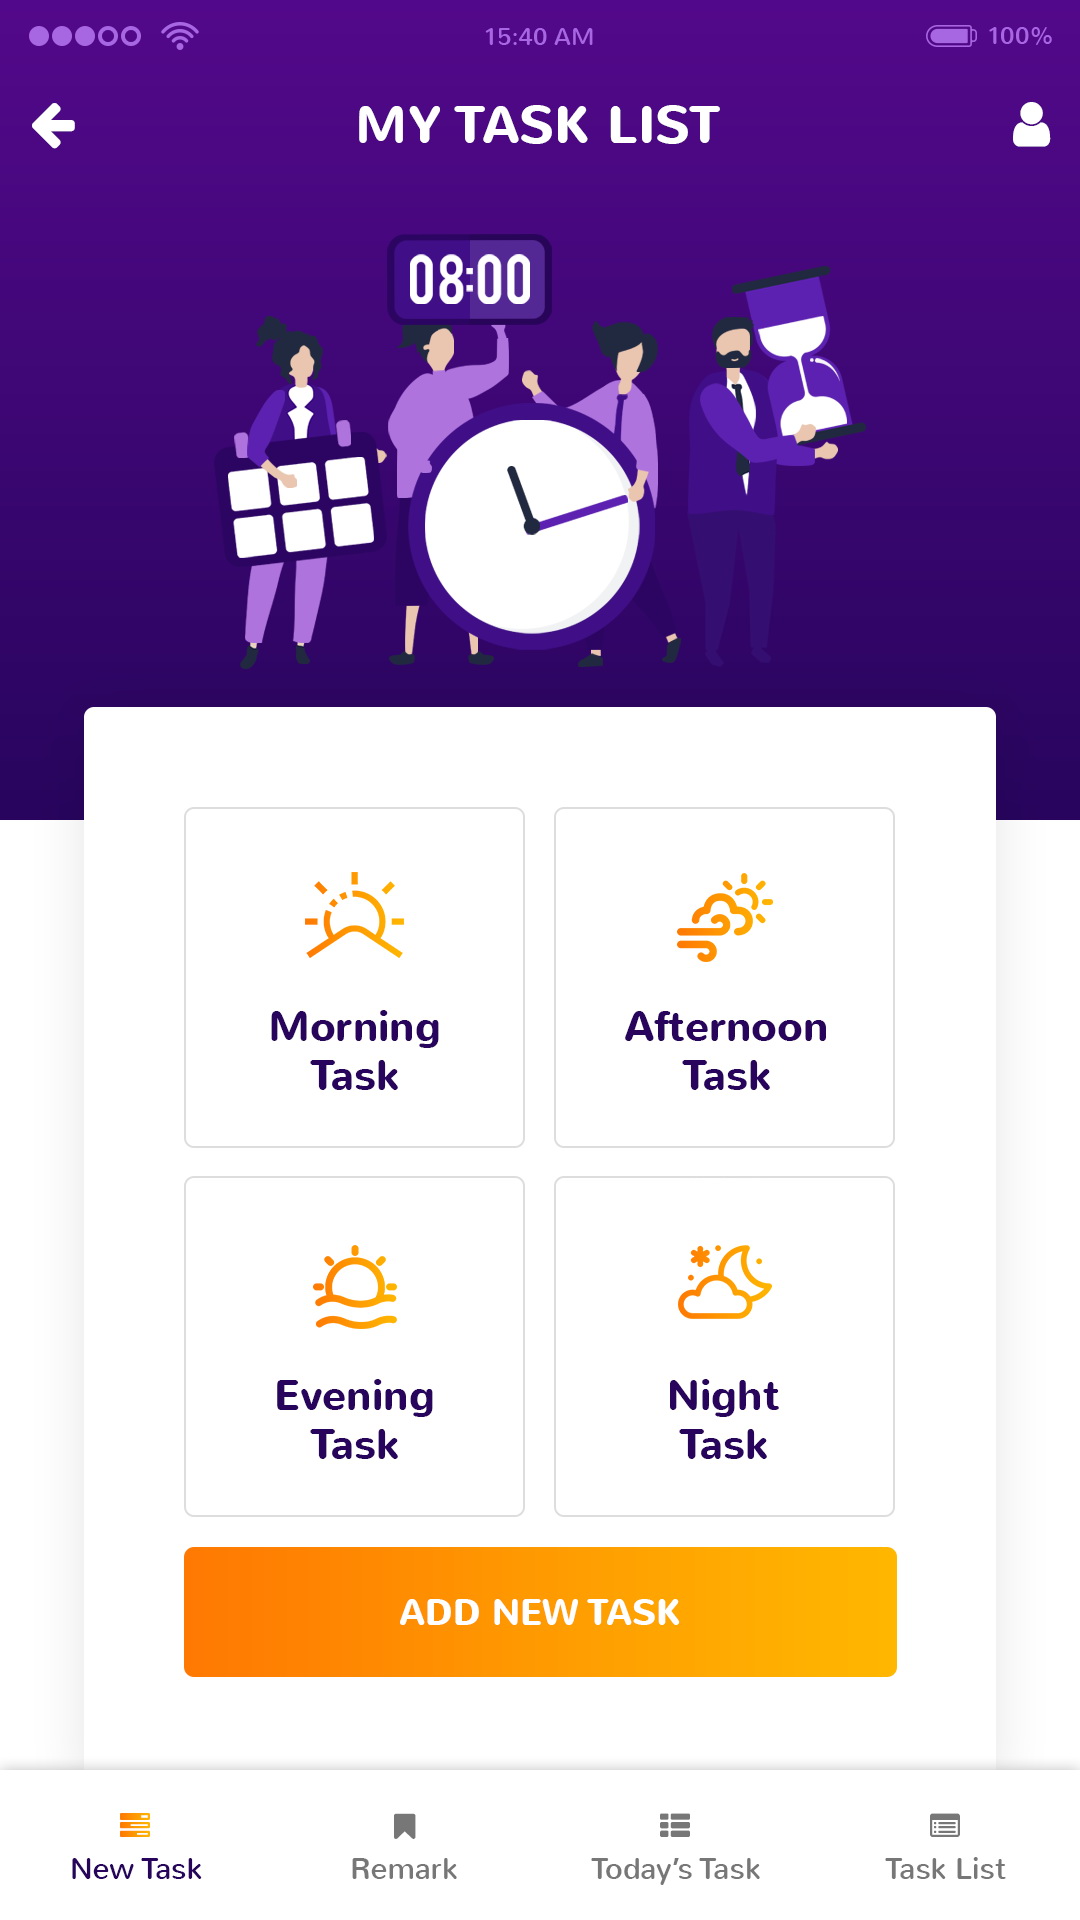 15:40 AM
100%
MY TASK LIST
08:00
Morning
Task
Afternoon
Task
Evening
Task
Night
Task
ADD NEW TASK
New Task
Remark
Today's Task
Task List